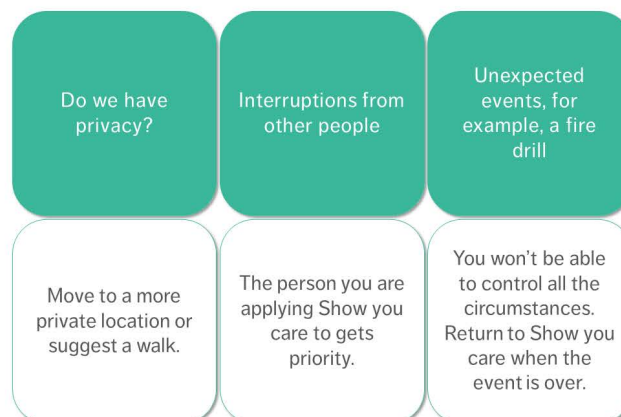 Do we have
privacy?
Interruptions from
other people
Unexpected
events, for
example, a fire
drill
Move to a more
private location or
suggest a walk.
The person you are
applying Show you
care to gets
priority.
You won’t be able
to control all the
circumstances.
Return to Show you
care when the
event is over.